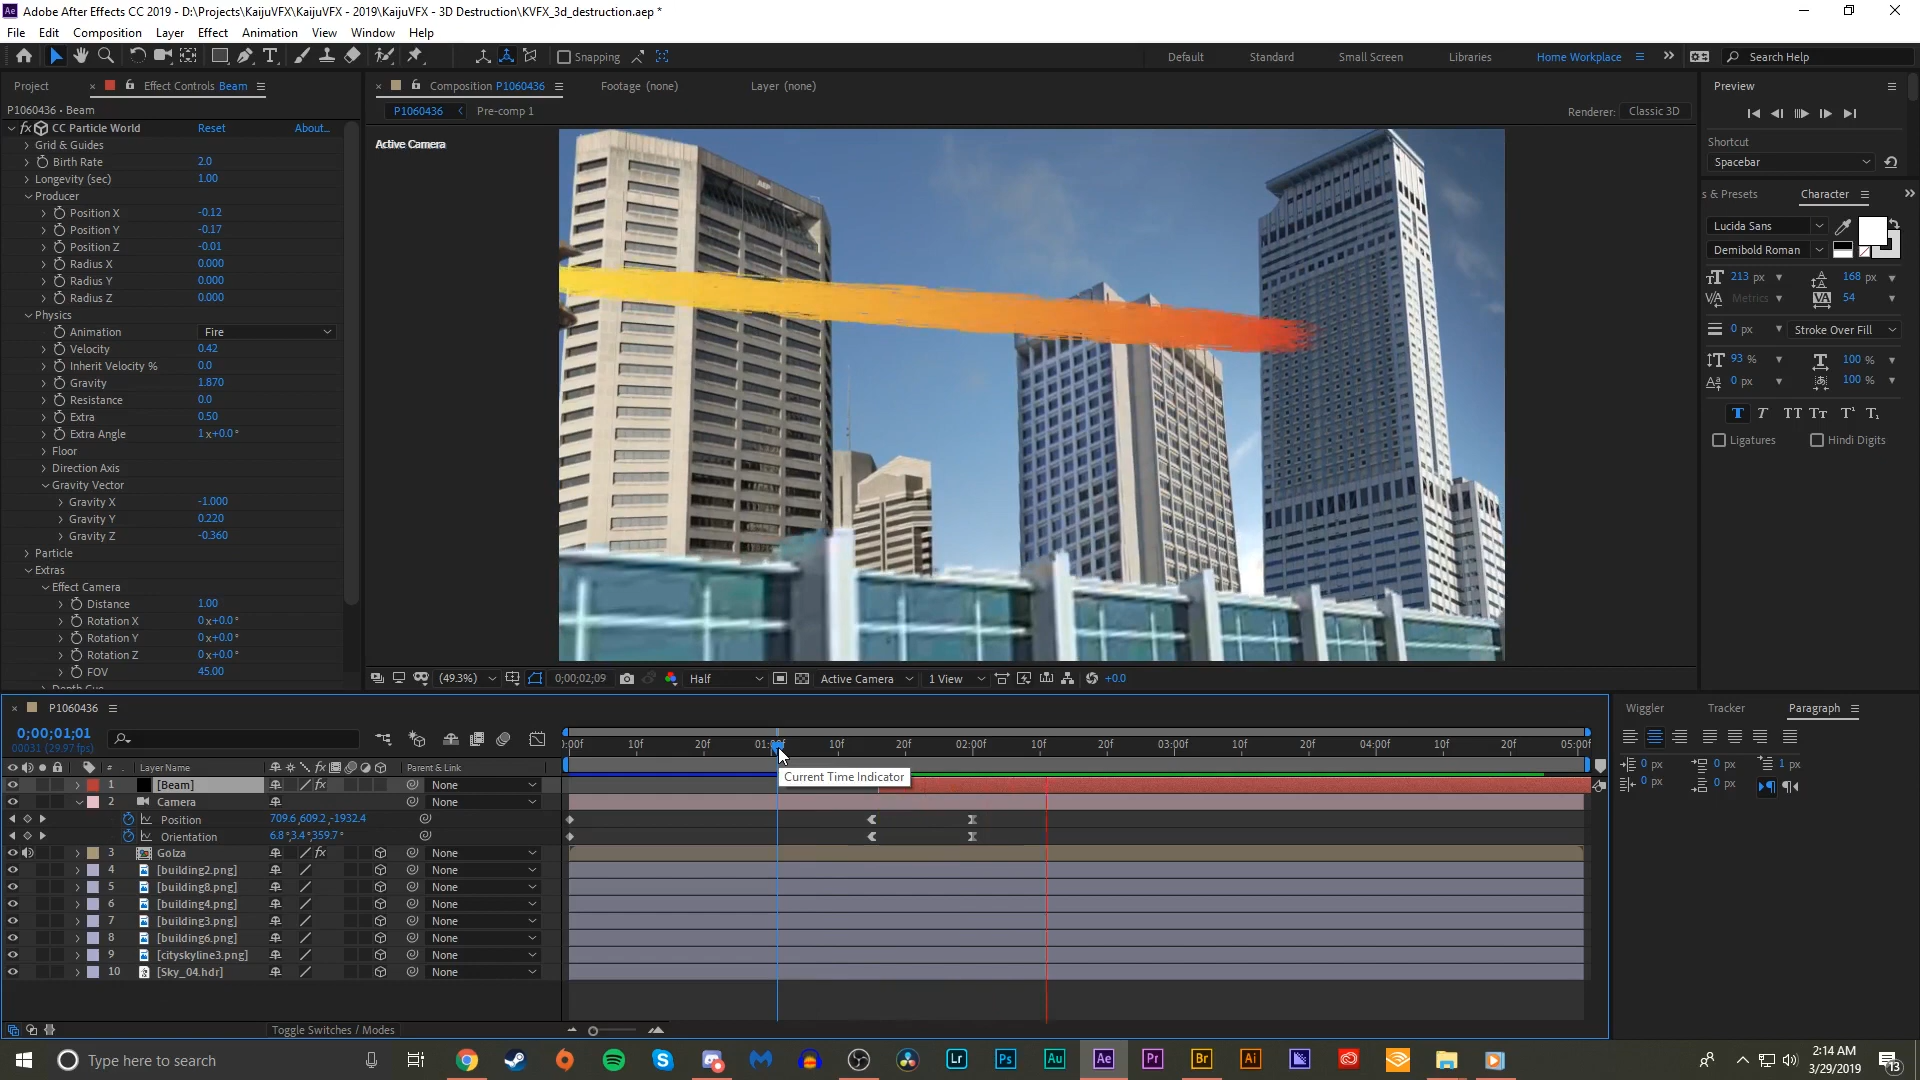 Adobe After Effects CC 2019 - D:\Projects\KaijuVFX\KaijuVFX - 2019\KaijuVFX - 3D Destruction\KVFX_3d_destruction.aep *
File Edit Composition Layer Effect Animation View Window Help
Snapping
Default Standard Small Screen Libraries Home Workplace Search Help
Project Effect Controls Beam
P1060436 • Beam
fx CC Particle World Reset About...
Grid & Guides
Birth Rate 2.0
Longevity (sec) 1.00
Producer
Position X -0.12
Position Y -0.17
Position Z -0.01
Radius X 0.000
Radius Y 0.000
Radius Z 0.000
Physics
Animation Fire
Velocity 0.42
Inherit Velocity % 0.0
Gravity 1.870
Resistance 0.0
Extra 0.50
Extra Angle 1x+0.0°
Floor
Direction Axis
Gravity Vector
Gravity X -1.000
Gravity Y 0.220
Gravity Z -0.360
Particle
Extras
Effect Camera
Distance 1.00
Rotation X 0x+0.0°
Rotation Y 0x+0.0°
Rotation Z 0x+0.0°
FOV 45.00
Composition P1060436 Footage (none) Layer (none)
P1060436 Pre-comp 1 Renderer: Classic 3D
Active Camera
(49.3%) 0;00;02;09 Half Active Camera 1 View +0.0
Preview
Shortcut
Spacebar
s & Presets Character
Lucida Sans
Demibold Roman
213 px 168 px
Metrics 54
0 px Stroke Over Fill
93 % 100 %
0 px 100 %
T T TT Tт T¹ T₁
Ligatures Hindi Digits
P1060436
0;00;01;01
00031 (29.97 fps)
):00f 10f 20f 01:00f 10f 20f 02:00f 10f 20f 03:00f 10f 20f 04:00f 10f 20f 05:00f
# Layer Name Parent & Link
1 [Beam] None
Current Time Indicator
2 Camera None
Position 709.6,609.2,-1932.4
Orientation 6.8°,3.4°,359.7°
3 Golza None
4 [building2.png] None
5 [building8.png] None
6 [building4.png] None
7 [building3.png] None
8 [building6.png] None
9 [cityskyline3.png] None
10 [Sky_04.hdr] None
Toggle Switches / Modes
Wiggler Tracker Paragraph
0 px 0 px 1 px
0 px 0 px
Type here to search
Lr Ps Au Ae Pr Br Ai
2:14 AM
3/29/2019
13